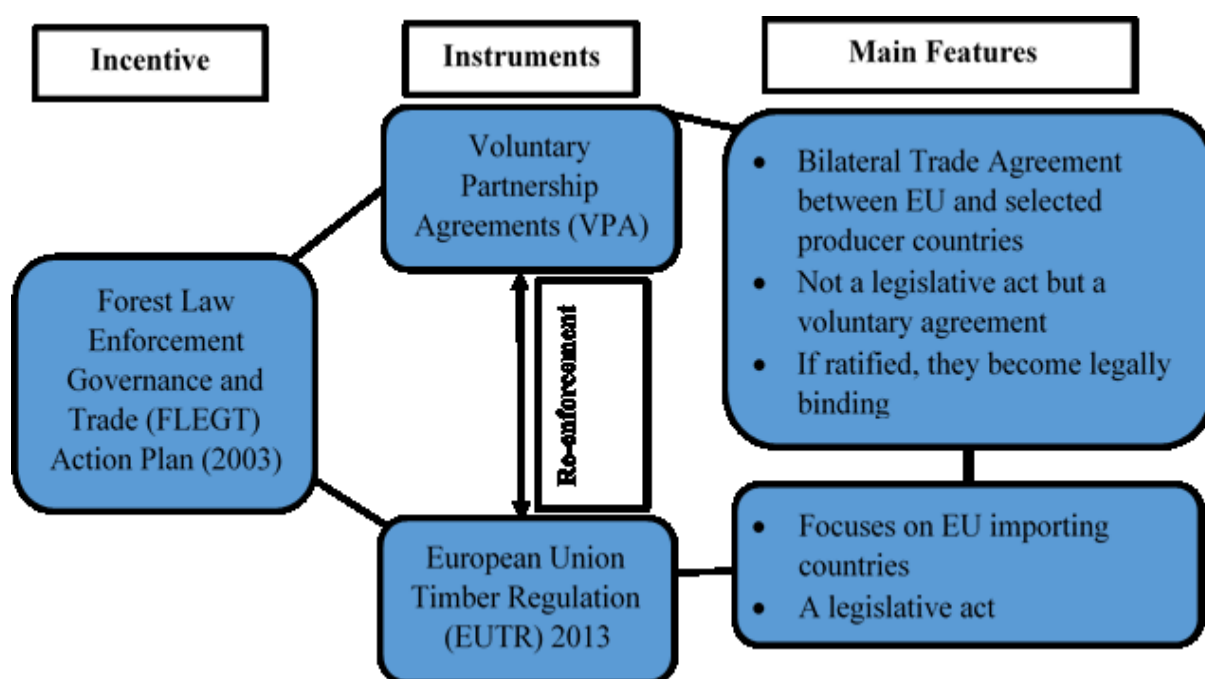 Incentive
Instruments
Main Features
Forest Law
Enforcement
Governance and
Trade (FLEGT)
Action Plan (2003)
Voluntary
Partnership
Agreements (VPA)
Re-enforcement
European Union
Timber Regulation
(EUTR) 2013
• Bilateral Trade Agreement
between EU and selected
producer countries
• Not a legislative act but a
voluntary agreement
• If ratified, they become legally
binding
• Focuses on EU importing
countries
• A legislative act